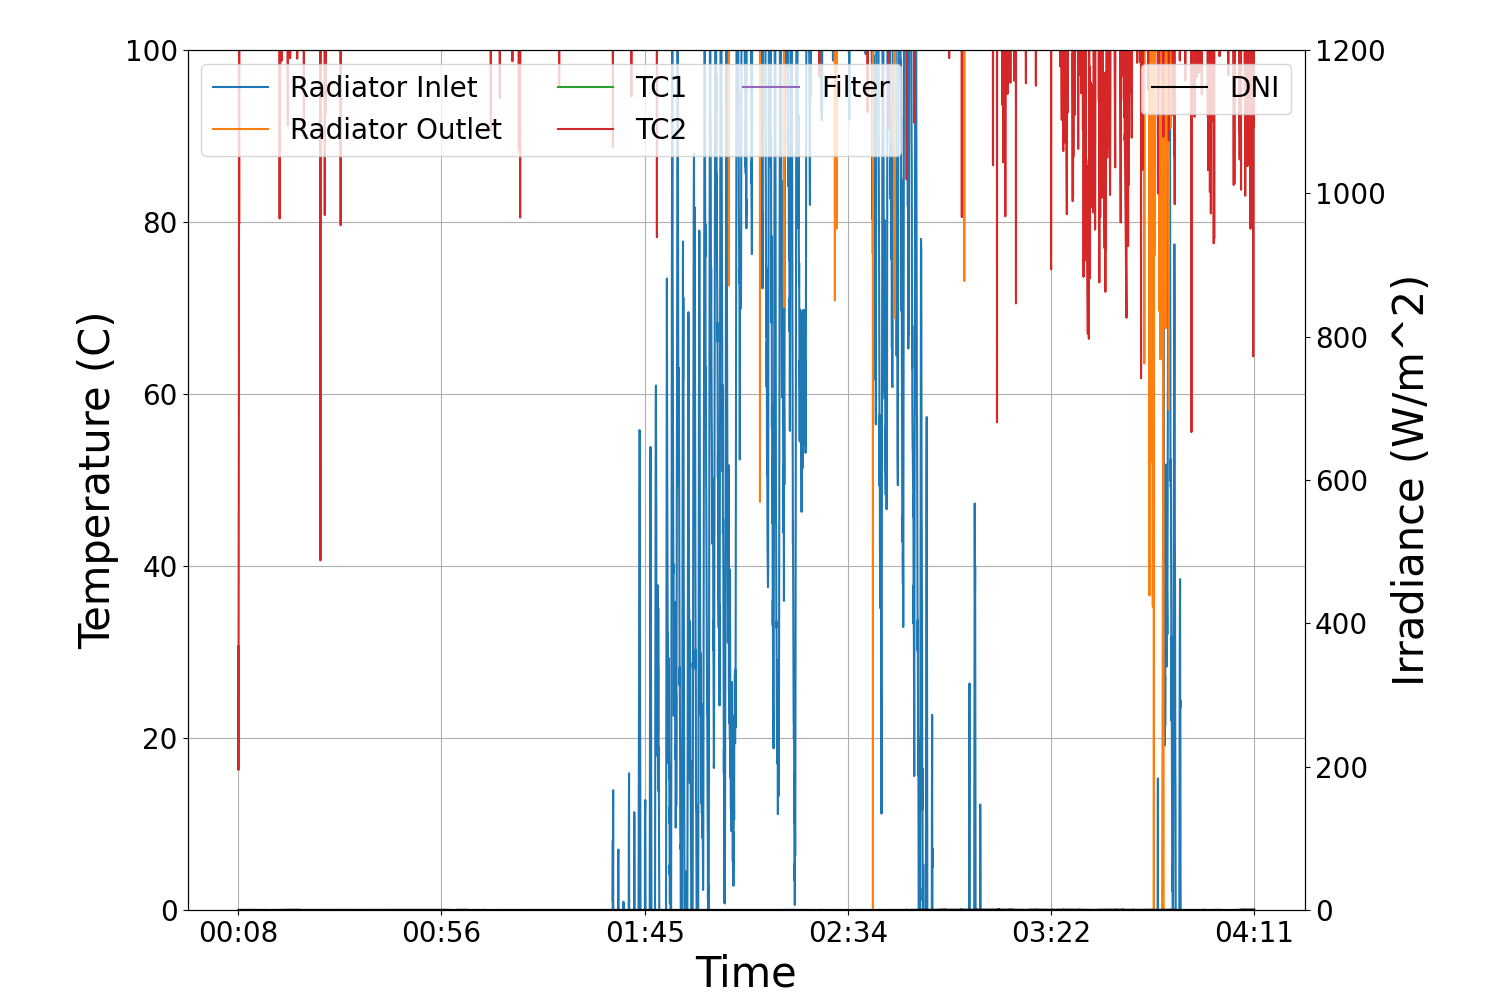 100
80
60
40
20
0
Temperature (C)
Radiator Inlet
Radiator Outlet
TC1
TC2
Filter
DNI
1200
1000
800
600
400
200
0
Irradiance (W/m^2)
00:08 00:56 01:45 02:34 03:22 04:11
Time